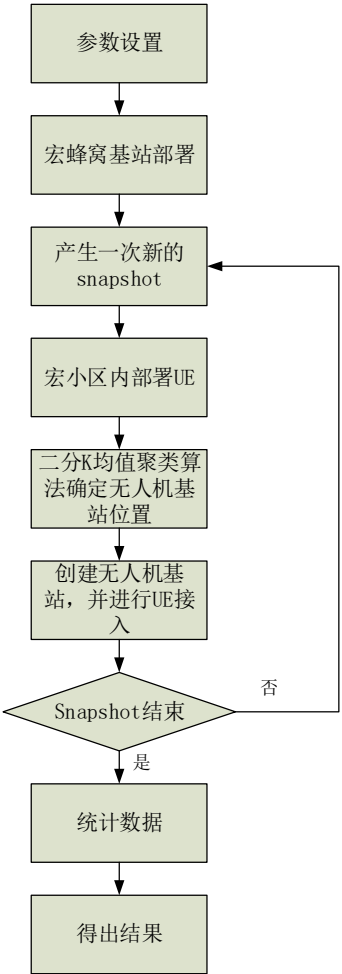 参数设置
宏蜂窝基站部署
产生一次新的
snapshot
宏小区内部署UE
二分K均值聚类算
法确定无人机基
站位置
创建无人机基
站，并进行UE接
入
Snapshot结束
否
是
统计数据
得出结果